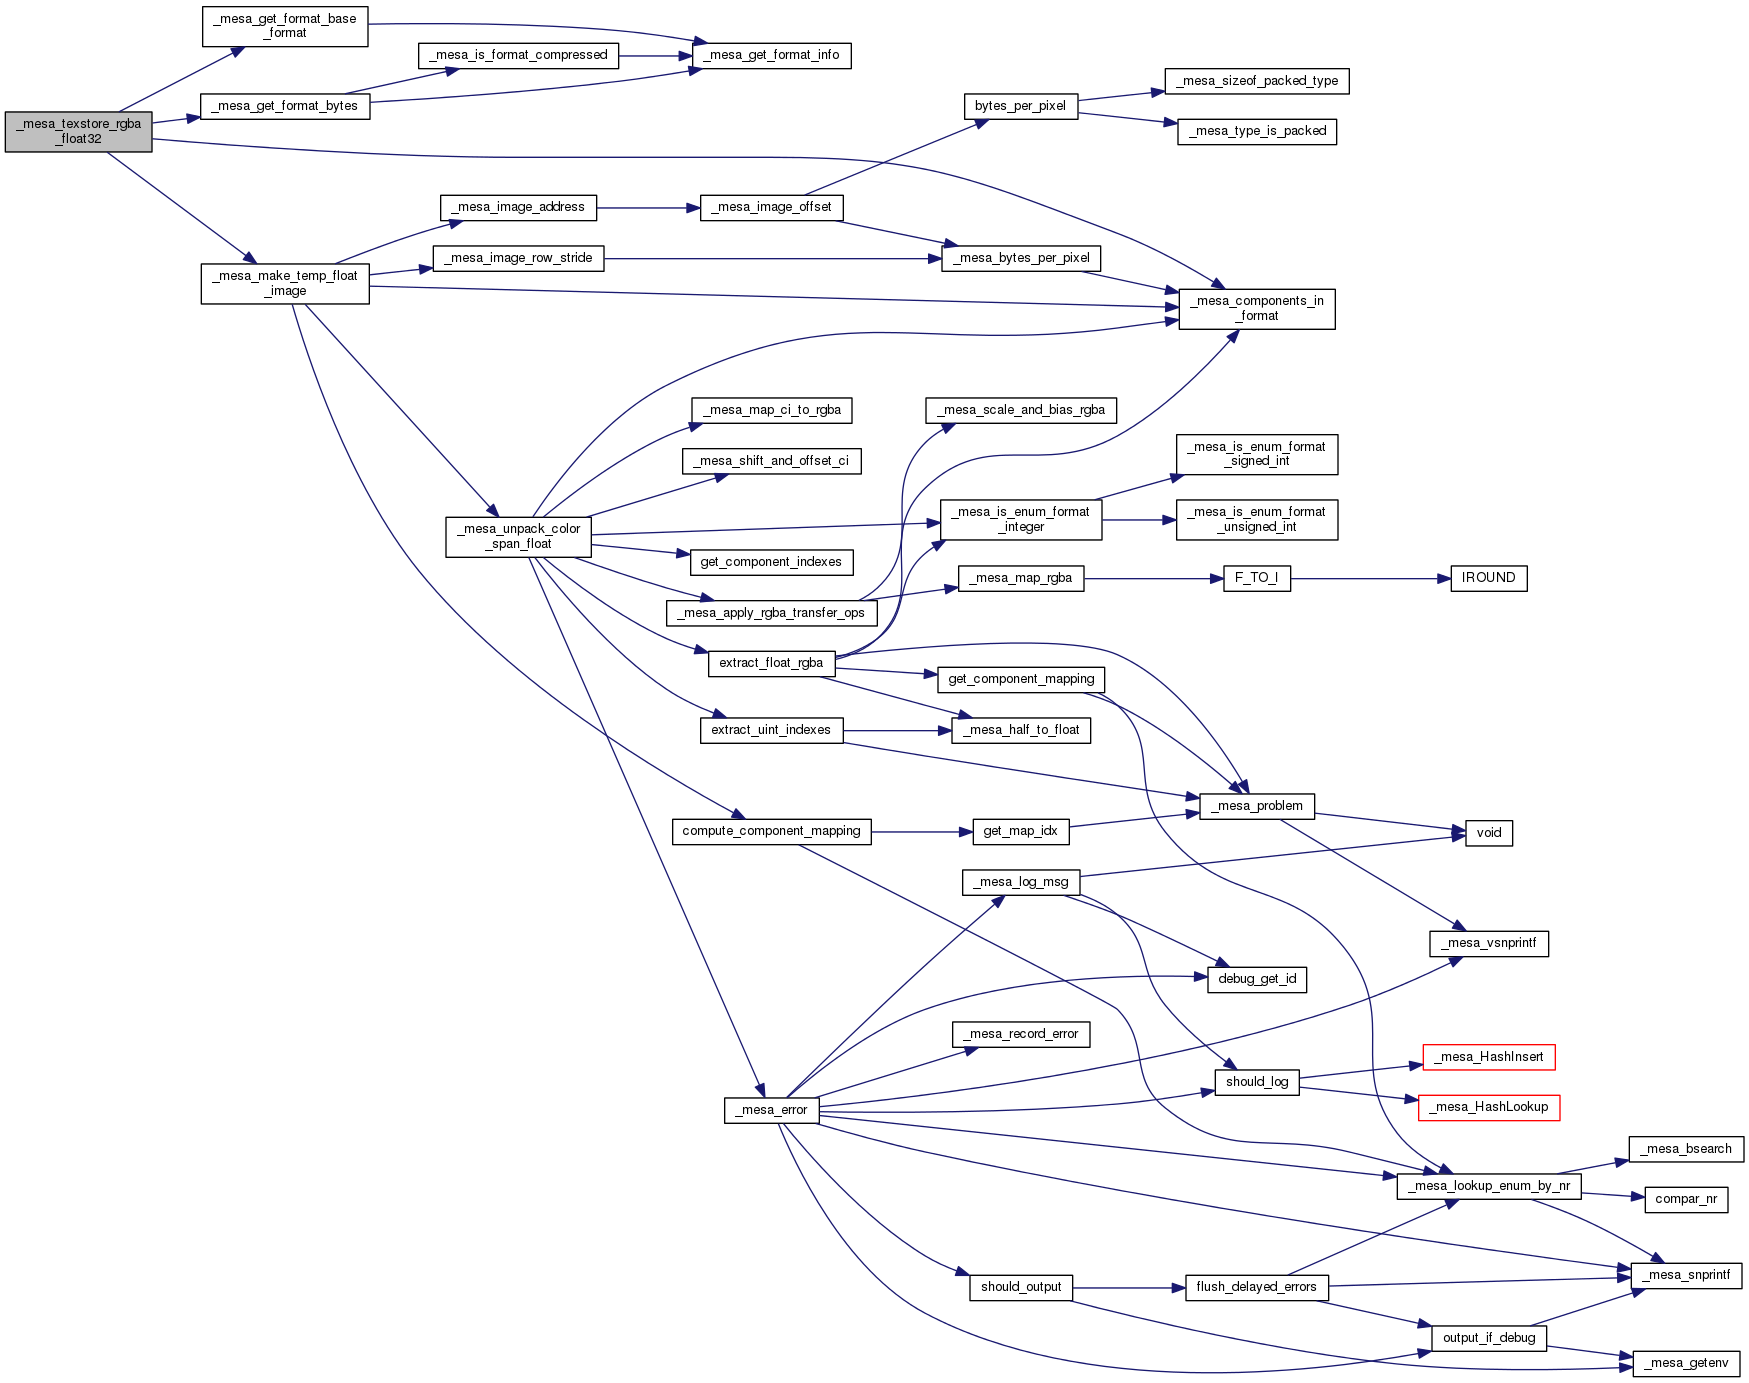 _mesa_get_format_base
_format
_mesa_is_format_compressed
_mesa_get_format_info
_mesa_sizeof_packed_type
_mesa_get_format_bytes
bytes_per_pixel
_mesa_texstore_rgba
_float32
_mesa_type_is_packed
_mesa_image_address
_mesa_image_offset
_mesa_image_row_stride
_mesa_bytes_per_pixel
_mesa_make_temp_float
_image
_mesa_components_in
_format
_mesa_map_ci_to_rgba
_mesa_scale_and_bias_rgba
_mesa_shift_and_offset_ci
_mesa_is_enum_format
_signed_int
_mesa_unpack_color
_span_float
_mesa_is_enum_format
_integer
_mesa_is_enum_format
_unsigned_int
get_component_indexes
_mesa_map_rgba
F_TO_I
IROUND
_mesa_apply_rgba_transfer_ops
extract_float_rgba
get_component_mapping
extract_uint_indexes
_mesa_half_to_float
_mesa_problem
compute_component_mapping
get_map_idx
void
_mesa_log_msg
_mesa_vsnprintf
debug_get_id
_mesa_record_error
_mesa_HashInsert
should_log
_mesa_error
_mesa_HashLookup
_mesa_bsearch
_mesa_lookup_enum_by_nr
compar_nr
_mesa_snprintf
should_output
flush_delayed_errors
output_if_debug
_mesa_getenv